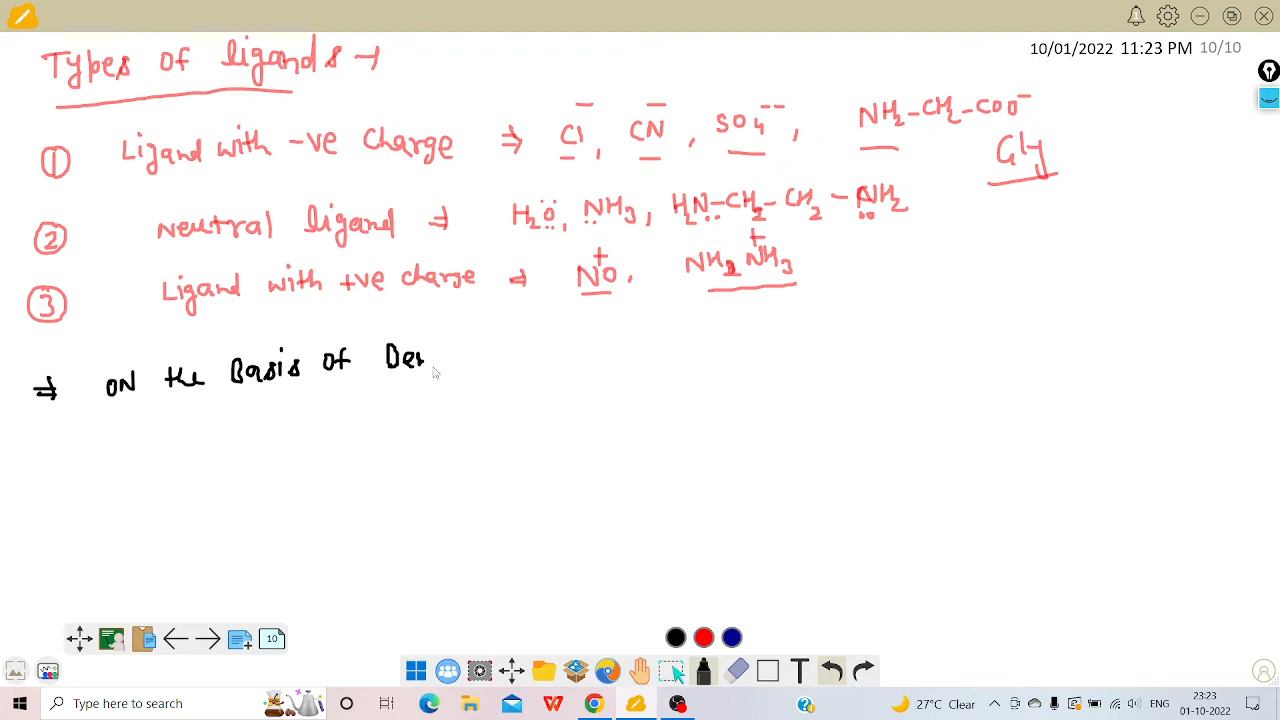 10/01/2022 11:23 PM 10/10
Types of ligands →
① Ligand with -ve charge ⇒ Cl⁻, CN⁻, SO4⁻⁻, NH2-CH2-COO⁻
Gly
② Neutral ligand ⇒ H2Ö, NH3, H2N-CH2-CH2-NH2
③ Ligand with +ve charge ⇒ NO⁺, NH2NH3⁺
⇒ ON the Basis of
10
Type here to search
27°C Clear
ENG
23:23
01-10-2022